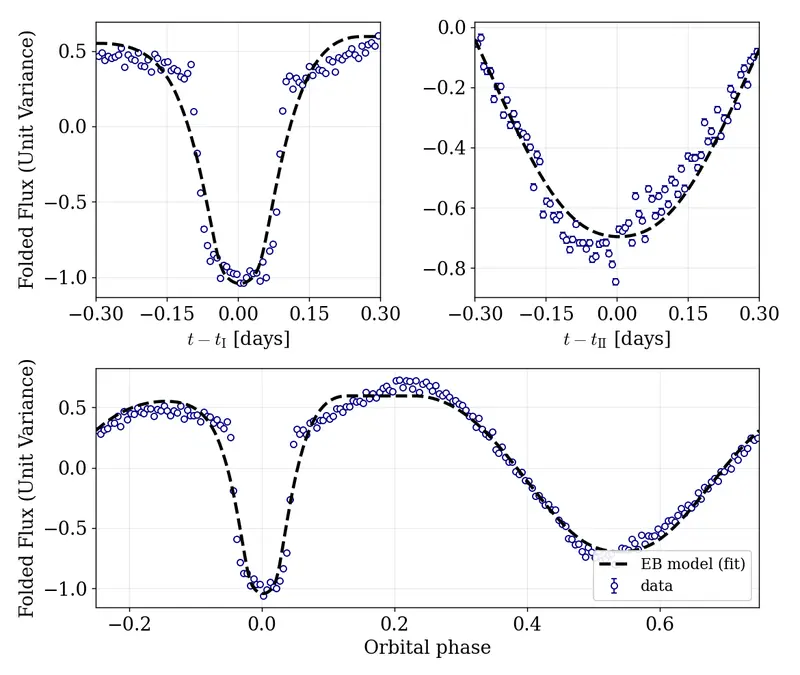 Folded Flux (Unit Variance)
0.5
0.0
−0.5
−1.0
−0.30 −0.15 0.00 0.15 0.30
t − tI [days]
0.0
−0.2
−0.4
−0.6
−0.8
−0.30 −0.15 0.00 0.15 0.30
t − tII [days]
Folded Flux (Unit Variance)
0.5
0.0
−0.5
−1.0
−0.2 0.0 0.2 0.4 0.6
Orbital phase
EB model (fit)
data